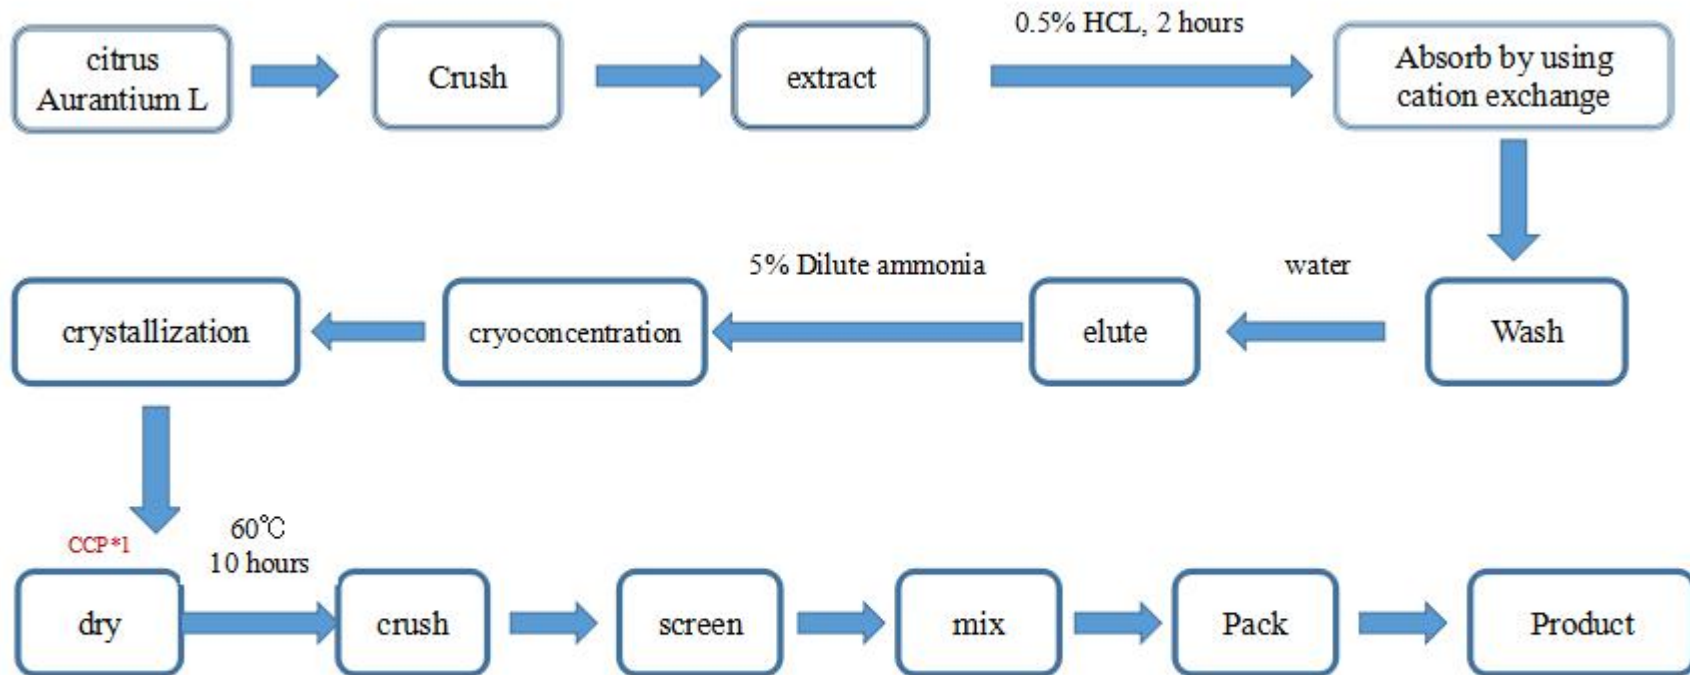 citrus
Aurantium L
Crush
extract
0.5% HCL, 2 hours
Absorb by using
cation exchange
Wash
water
elute
5% Dilute ammonia
cryoconcentration
crystallization
CCP*1
dry
60℃
10 hours
crush
screen
mix
Pack
Product